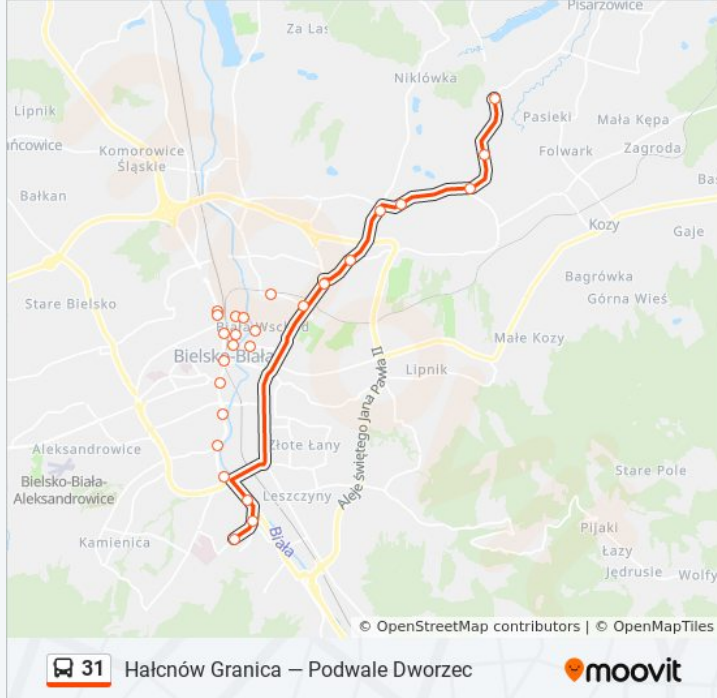 Pisarzowice
Za Las
Niklówka
Lipnik
Pasieki
Mała Kępa
ańcowice
Komorowice
Śląskie
Folwark
Zagroda
Bałkan
Bas
Kozy
Gaje
Bagrówka
Stare Bielsko
Górna Wieś
Biała Wschód
Małe Kozy
Bielsko-Biała
Lipnik
Aleje świętego Jana Pawła II
Aleksandrowice
Złote Łany
Stare Pole
Bielsko-Biała-
Aleksandrowice
Leszczyny
Pijaki
Kamienica
Biała
Łazy
Jędrusie
Wolfy
© OpenStreetMap contributors | © OpenMapTiles
31 Hałcnów Granica — Podwale Dworzec
moovit